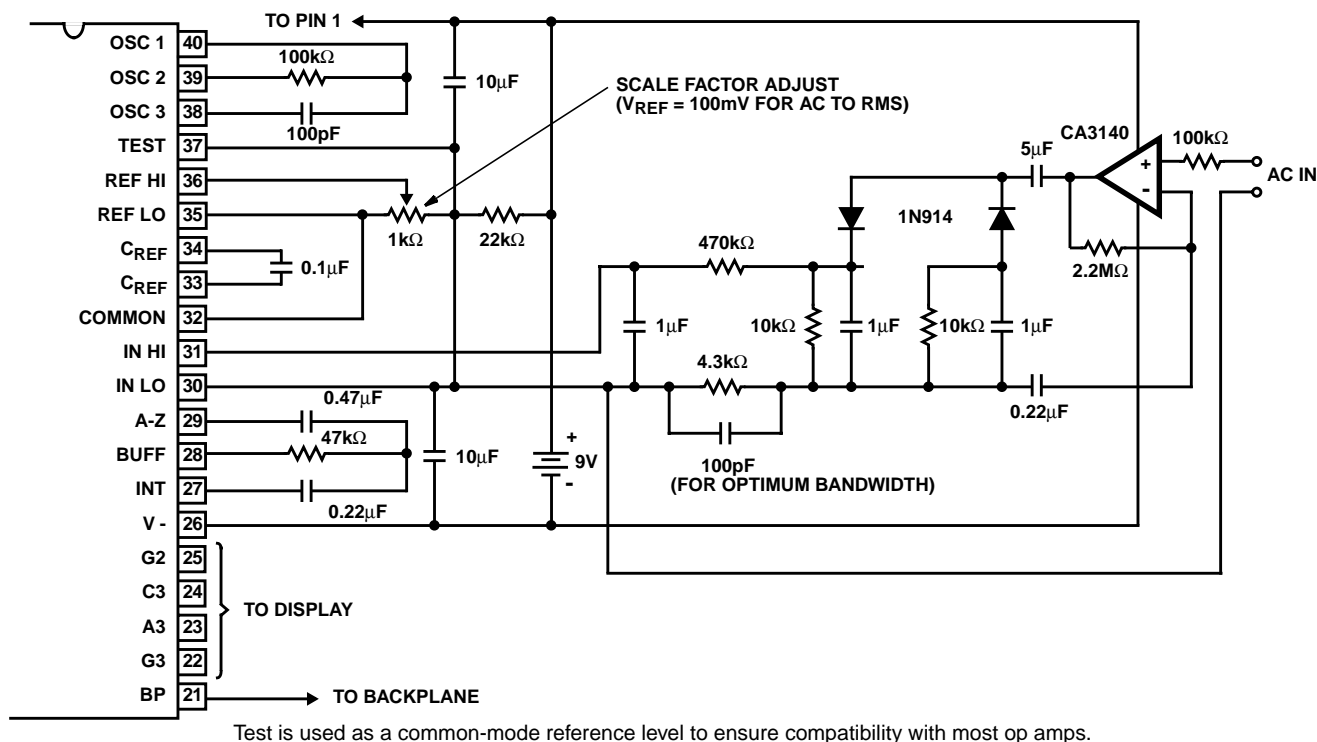 TO PIN 1
OSC 1 40
100kΩ
OSC 2 39
OSC 3 38
100pF
TEST 37
REF HI 36
REF LO 35
1kΩ
22kΩ
10µF
SCALE FACTOR ADJUST
(VREF = 100mV FOR AC TO RMS)
CREF 34
0.1µF
CREF 33
COMMON 32
IN HI 31
IN LO 30
0.47µF
A-Z 29
47kΩ
BUFF 28
INT 27
0.22µF
V - 26
10µF
+
9V
-
G2 25
C3 24
A3 23
G3 22
TO DISPLAY
BP 21
TO BACKPLANE
CA3140
100kΩ
+
-
AC IN
5µF
1N914
2.2MΩ
470kΩ
1µF
10kΩ
1µF
10kΩ
1µF
4.3kΩ
0.22µF
100pF
(FOR OPTIMUM BANDWIDTH)
Test is used as a common-mode reference level to ensure compatibility with most op amps.